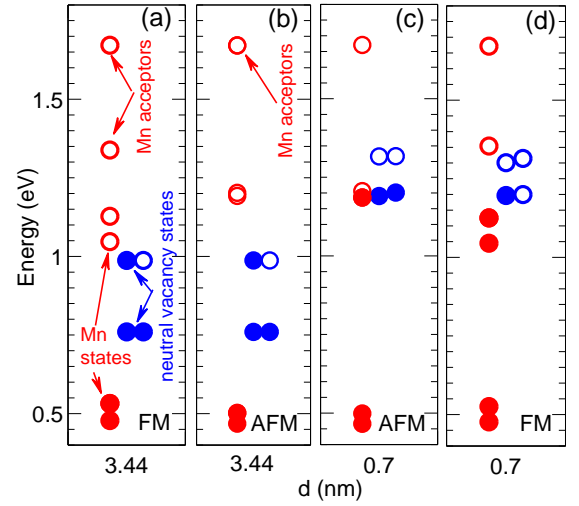 (a)
(b)
(c)
(d)
Energy (eV)
1.5
1
0.5
Mn acceptors
Mn
states
neutral vacancy states
FM
Mn acceptors
AFM
AFM
FM
3.44
3.44
0.7
0.7
d (nm)